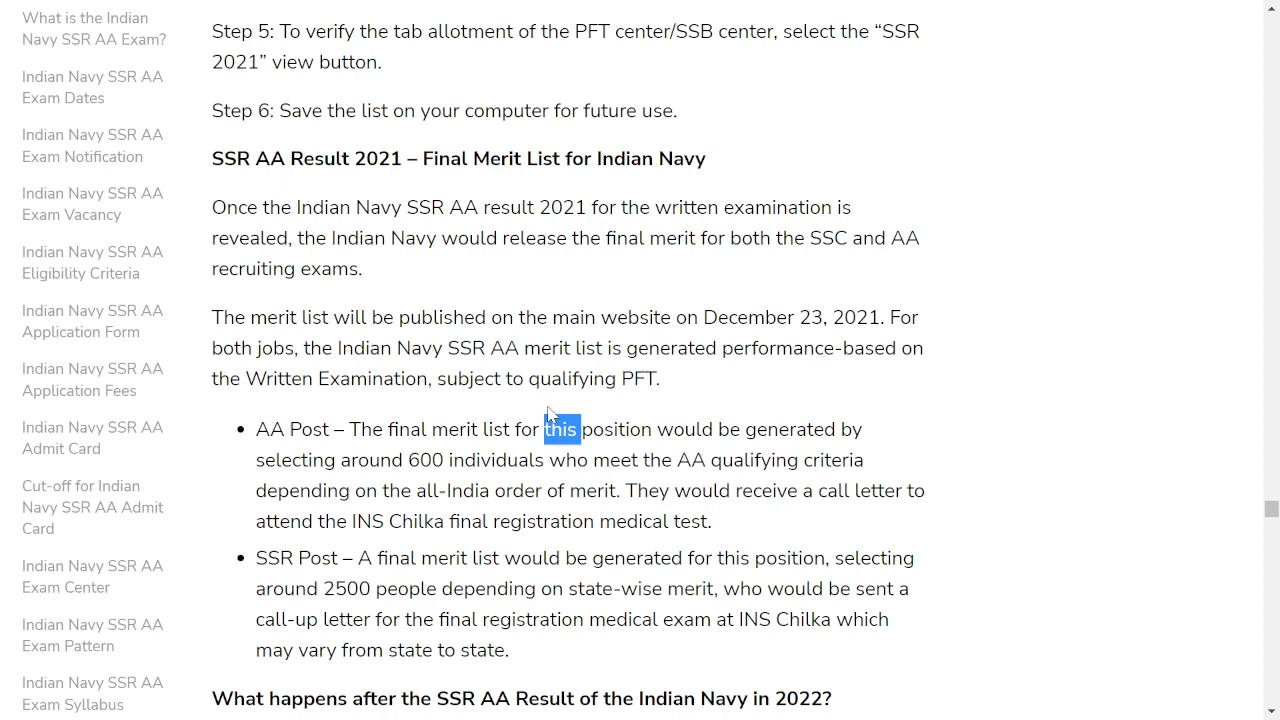 What is the Indian
Navy SSR AA Exam?
Indian Navy SSR AA
Exam Dates
Indian Navy SSR AA
Exam Notification
Indian Navy SSR AA
Exam Vacancy
Indian Navy SSR AA
Eligibility Criteria
Indian Navy SSR AA
Application Form
Indian Navy SSR AA
Application Fees
Indian Navy SSR AA
Admit Card
Cut-off for Indian
Navy SSR AA Admit
Card
Indian Navy SSR AA
Exam Center
Indian Navy SSR AA
Exam Pattern
Indian Navy SSR AA
Exam Syllabus
Step 5: To verify the tab allotment of the PFT center/SSB center, select the “SSR
2021” view button.
Step 6: Save the list on your computer for future use.
SSR AA Result 2021 – Final Merit List for Indian Navy
Once the Indian Navy SSR AA result 2021 for the written examination is
revealed, the Indian Navy would release the final merit for both the SSC and AA
recruiting exams.
The merit list will be published on the main website on December 23, 2021. For
both jobs, the Indian Navy SSR AA merit list is generated performance-based on
the Written Examination, subject to qualifying PFT.
• AA Post – The final merit list for this position would be generated by
selecting around 600 individuals who meet the AA qualifying criteria
depending on the all-India order of merit. They would receive a call letter to
attend the INS Chilka final registration medical test.
• SSR Post – A final merit list would be generated for this position, selecting
around 2500 people depending on state-wise merit, who would be sent a
call-up letter for the final registration medical exam at INS Chilka which
may vary from state to state.
What happens after the SSR AA Result of the Indian Navy in 2022?